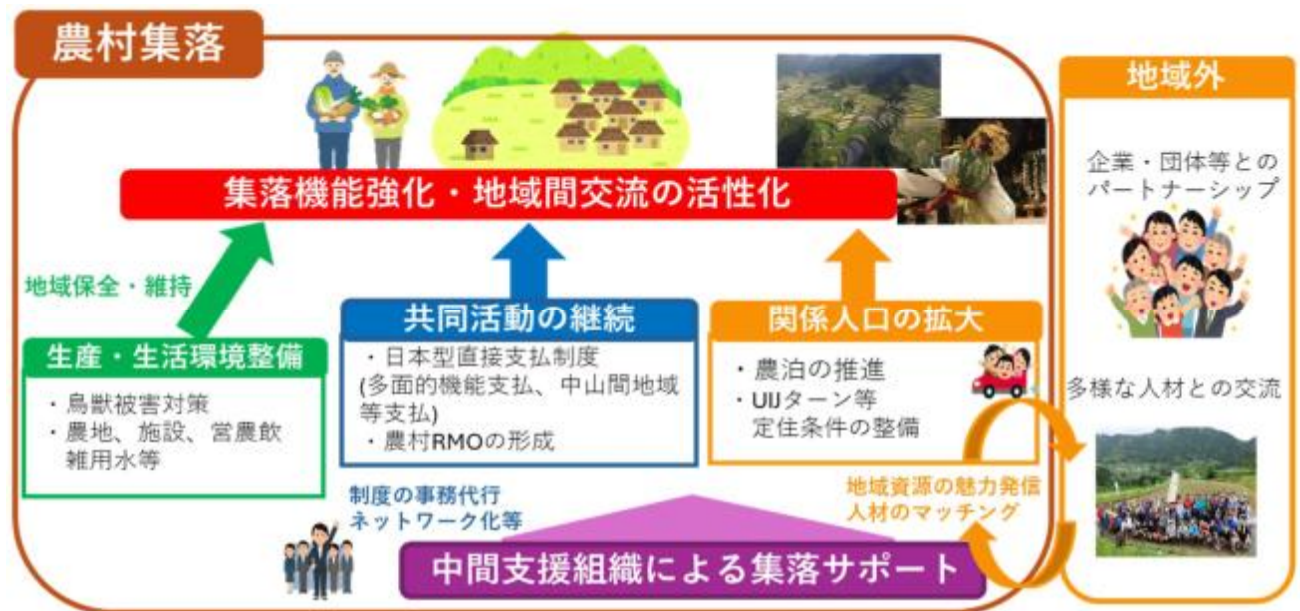 農村集落
集落機能強化・地域間交流の活性化
地域保全・維持
生産・生活環境整備
・鳥獣被害対策
・農地、施設、営農飲
雑用水等
共同活動の継続
・日本型直接支払制度
(多面的機能支払、中山間地域
等支払)
・農村RMOの形成
関係人口の拡大
・農泊の推進
・UIJターン等
定住条件の整備
制度の事務代行
ネットワーク化等
地域資源の魅力発信
人材のマッチング
中間支援組織による集落サポート
地域外
企業・団体等との
パートナーシップ
多様な人材との交流